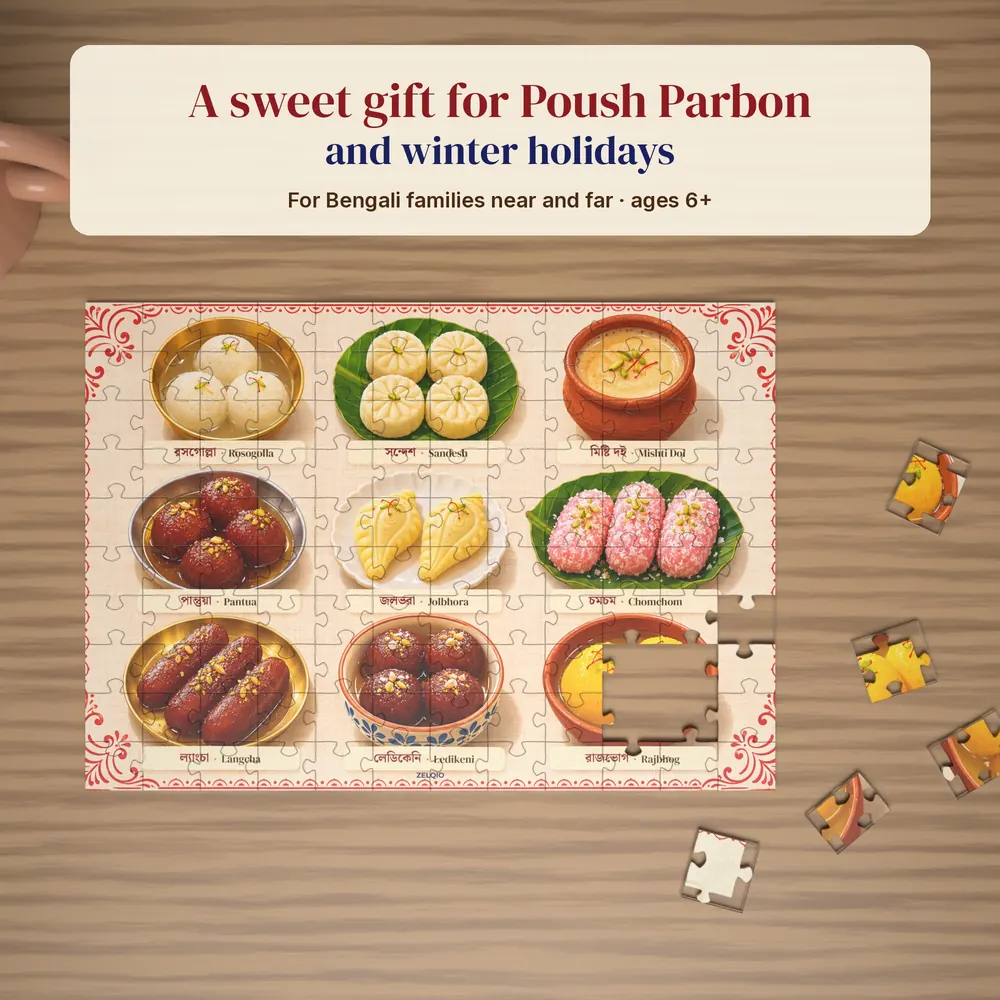 A sweet gift for Poush Parbon
and winter holidays
For Bengali families near and far · ages 6+
রসগোল্লা · Rosogolla
সন্দেশ · Sandesh
মিষ্টি দই · Mishti Doi
পান্তুয়া · Pantua
জলভরা · Jolbhora
চমচম · Chomchom
ল্যাংচা · Langcha
লেডিকেনি · Ledikeni
রাজভোগ · Rajbhog
ZELQIO